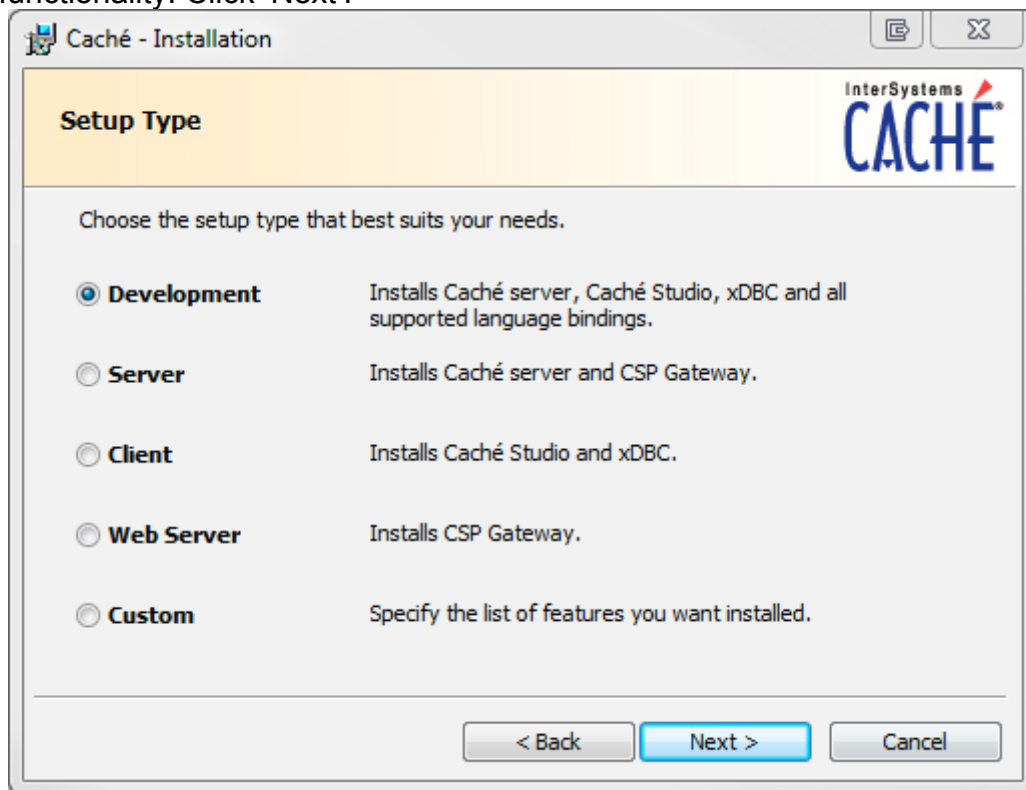 functionality. Click 'Next'.
Caché - Installation
Setup Type
InterSystems
CACHÉ®
Choose the setup type that best suits your needs.
Development
Installs Caché server, Caché Studio, xDBC and all
supported language bindings.
Server
Installs Caché server and CSP Gateway.
Client
Installs Caché Studio and xDBC.
Web Server
Installs CSP Gateway.
Custom
Specify the list of features you want installed.
< Back
Next >
Cancel